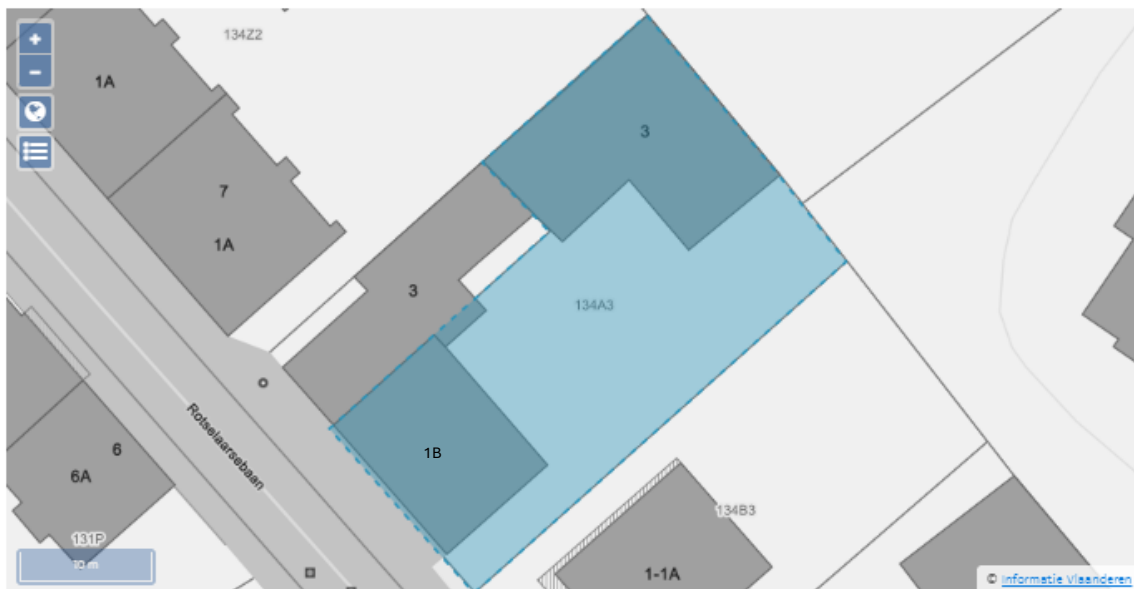 134Z2
+
1A
-
3
7
1A
3
134A3
Rotselaarsebaan
1B
6
6A
134B3
131P
10 m
1-1A
© Informatie Vlaanderen